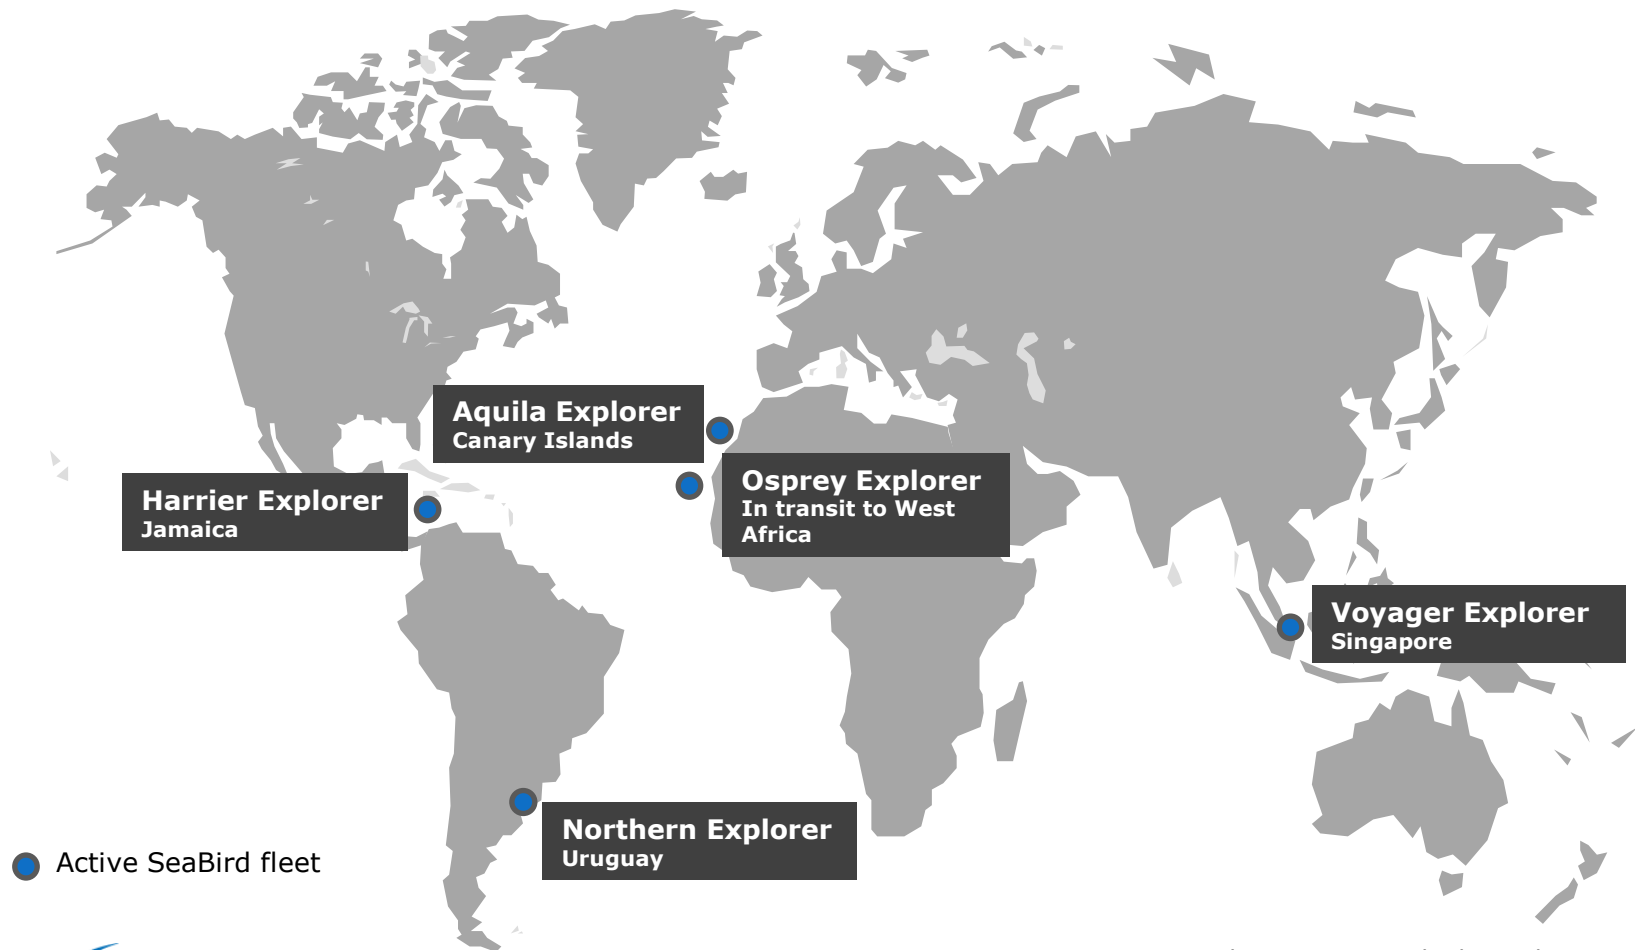 Aquila Explorer
Canary Islands
Osprey Explorer
In transit to West
Africa
Harrier Explorer
Jamaica
Voyager Explorer
Singapore
Northern Explorer
Uruguay
Active SeaBird fleet